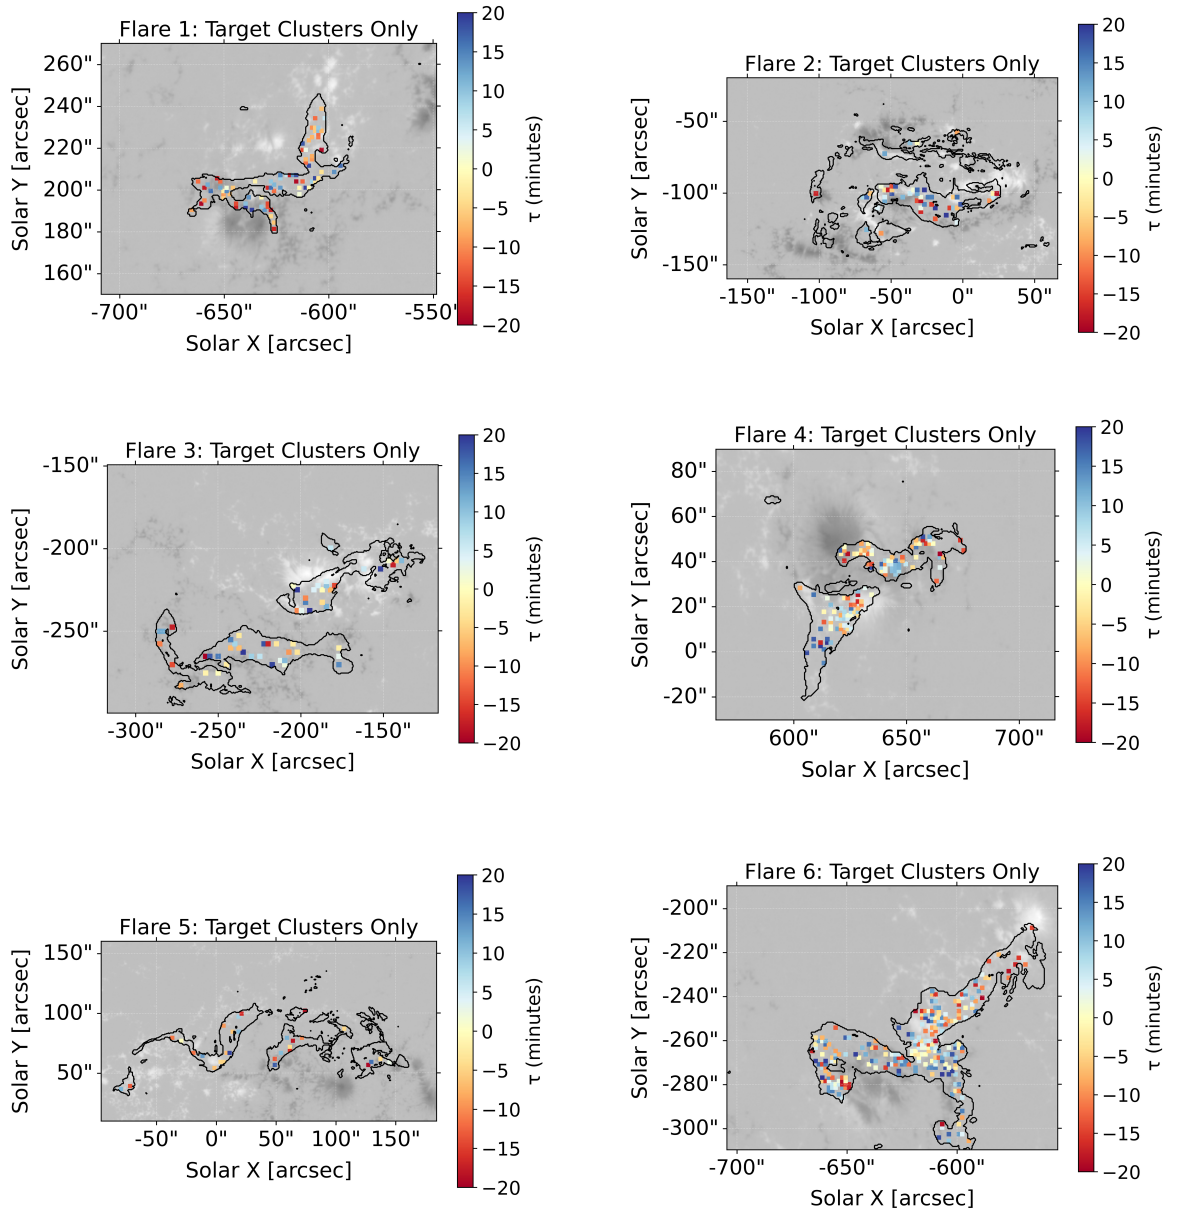 Flare 1: Target Clusters Only
260"
240"
220"
200"
180"
160"
Solar Y [arcsec]
-700" -650" -600" -550"
Solar X [arcsec]
20
15
10
5
0
−5
−10
−15
−20
τ (minutes)
Flare 2: Target Clusters Only
-50"
-100"
-150"
Solar Y [arcsec]
-150" -100" -50" 0" 50"
Solar X [arcsec]
20
15
10
5
0
−5
−10
−15
−20
τ (minutes)
Flare 3: Target Clusters Only
-150"
-200"
-250"
Solar Y [arcsec]
-300" -250" -200" -150"
Solar X [arcsec]
20
15
10
5
0
−5
−10
−15
−20
τ (minutes)
Flare 4: Target Clusters Only
80"
60"
40"
20"
0"
-20"
Solar Y [arcsec]
600" 650" 700"
Solar X [arcsec]
20
15
10
5
0
−5
−10
−15
−20
τ (minutes)
Flare 5: Target Clusters Only
150"
100"
50"
Solar Y [arcsec]
-50" 0" 50" 100" 150"
Solar X [arcsec]
20
15
10
5
0
−5
−10
−15
−20
τ (minutes)
Flare 6: Target Clusters Only
-200"
-220"
-240"
-260"
-280"
-300"
Solar Y [arcsec]
-700" -650" -600"
Solar X [arcsec]
20
15
10
5
0
−5
−10
−15
−20
τ (minutes)